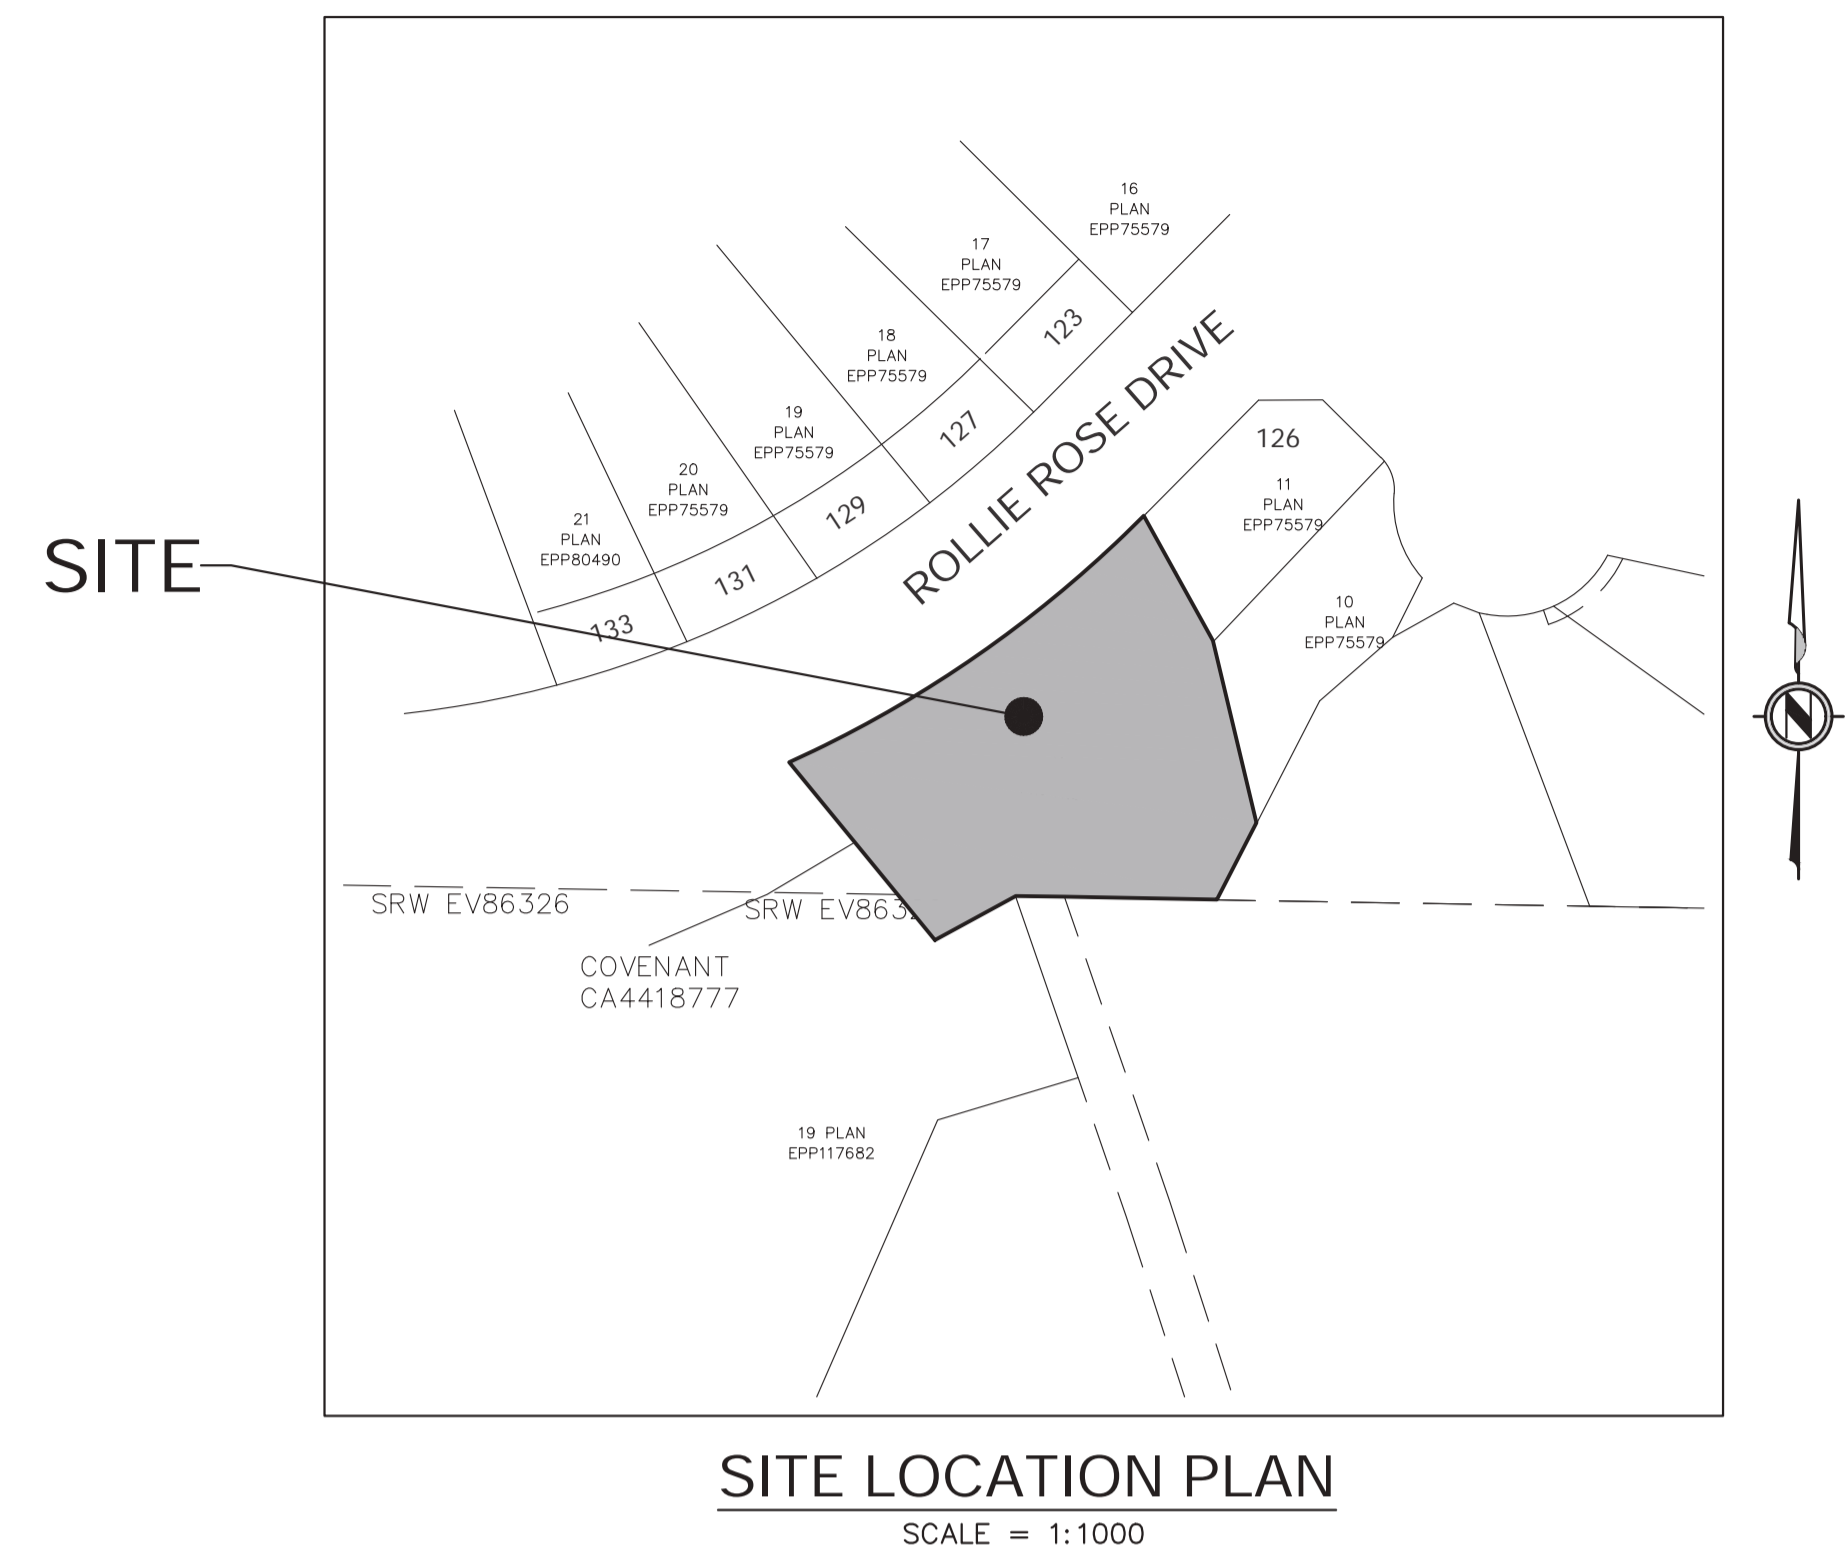 16
PLAN
EPP75579
17
PLAN
EPP75579
123
18
PLAN
EPP75579
ROLLIE ROSE DRIVE
127
126
19
PLAN
EPP75579
11
PLAN
EPP75579
129
20
PLAN
EPP75579
21
PLAN
EPP80490
131
SITE
133
10
PLAN
EPP75579
N
SRW EV86326
SRW EV863
COVENANT
CA4418777
19 PLAN
EPP117682
SITE LOCATION PLAN
SCALE = 1:1000